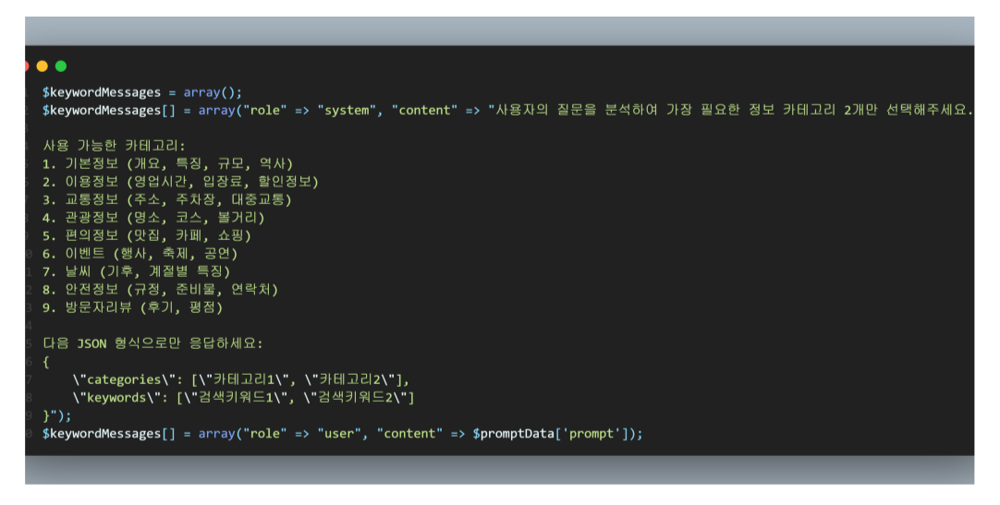 $keywordMessages = array();
$keywordMessages[] = array("role" => "system", "content" => "사용자의 질문을 분석하여 가장 필요한 정보 카테고리 2개만 선택해주세요.
사용 가능한 카테고리:
1. 기본정보 (개요, 특징, 규모, 역사)
2. 이용정보 (영업시간, 입장료, 할인정보)
3. 교통정보 (주소, 주차장, 대중교통)
4. 관광정보 (명소, 코스, 볼거리)
5. 편의정보 (맛집, 카페, 쇼핑)
6. 이벤트 (행사, 축제, 공연)
7. 날씨 (기후, 계절별 특징)
8. 안전정보 (규정, 준비물, 연락처)
9. 방문자리뷰 (후기, 평점)
다음 JSON 형식으로만 응답하세요:
{
\"categories\": [\"카테고리1\", \"카테고리2\"],
\"keywords\": [\"검색키워드1\", \"검색키워드2\"]
}");
$keywordMessages[] = array("role" => "user", "content" => $promptData['prompt']);